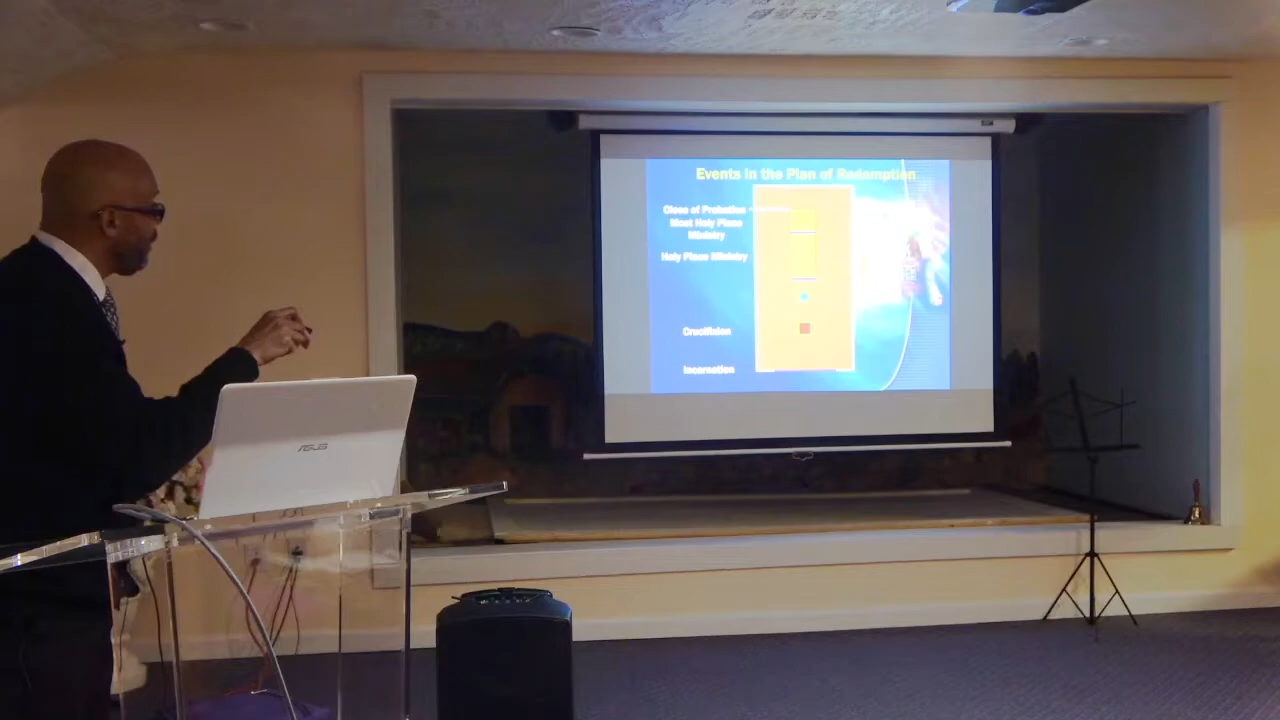 Events in the Plan of Redemption
Close of Probation
Most Holy Place
Ministry
Holy Place Ministry
Crucifixion
Incarnation
ASUS